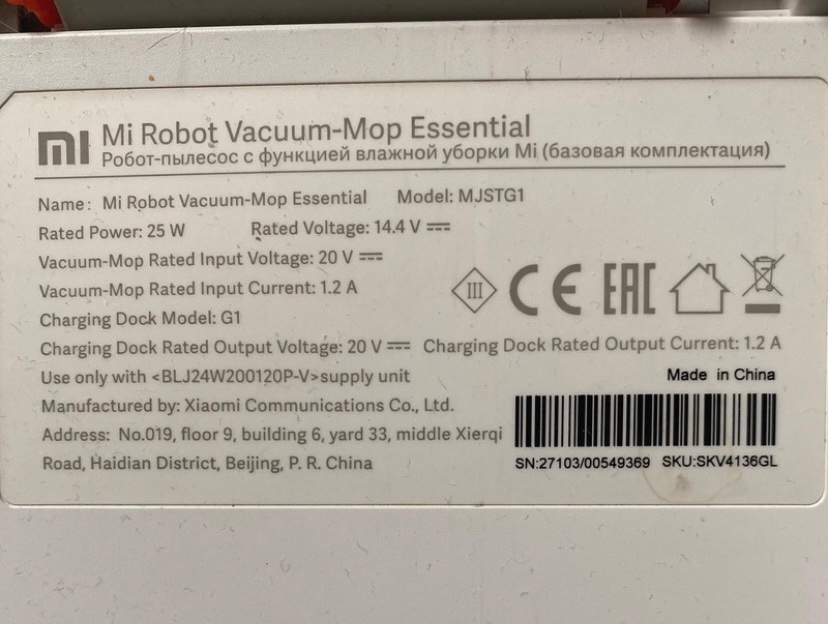 mi Mi Robot Vacuum-Mop Essential
Робот-пылесос с функцией влажной уборки Mi (базовая комплектация)
Name: Mi Robot Vacuum-Mop Essential Model: MJSTG1
Rated Power: 25 W Rated Voltage: 14.4 V ⎓
Vacuum-Mop Rated Input Voltage: 20 V ⎓
Vacuum-Mop Rated Input Current: 1.2 A
III CE EAC
Charging Dock Model: G1
Charging Dock Rated Output Voltage: 20 V ⎓ Charging Dock Rated Output Current: 1.2 A
Use only with <BLJ24W200120P-V>supply unit
Made in China
Manufactured by: Xiaomi Communications Co., Ltd.
Address: No.019, floor 9, building 6, yard 33, middle Xierqi
Road, Haidian District, Beijing, P. R. China
SN:27103/00549369 SKU:SKV4136GL